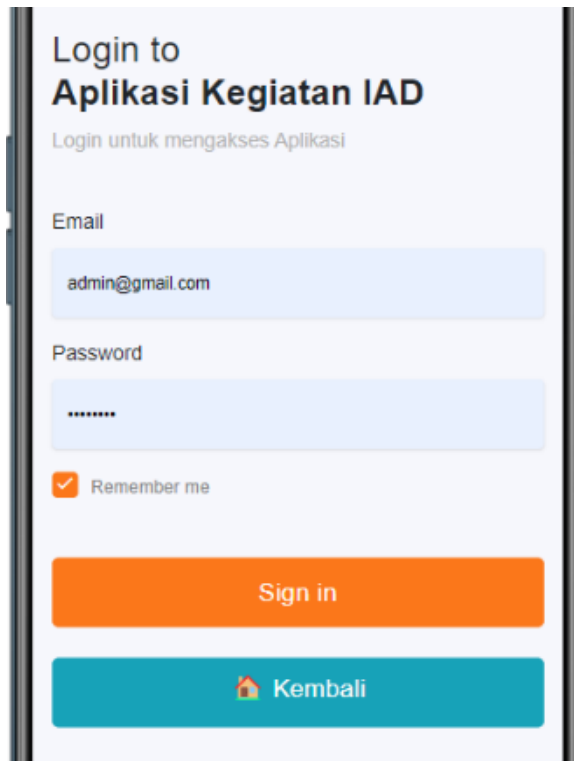 Login to
Aplikasi Kegiatan IAD
Login untuk mengakses Aplikasi
Email
admin@gmail.com
Password
••••••••
Remember me
Sign in
Kembali